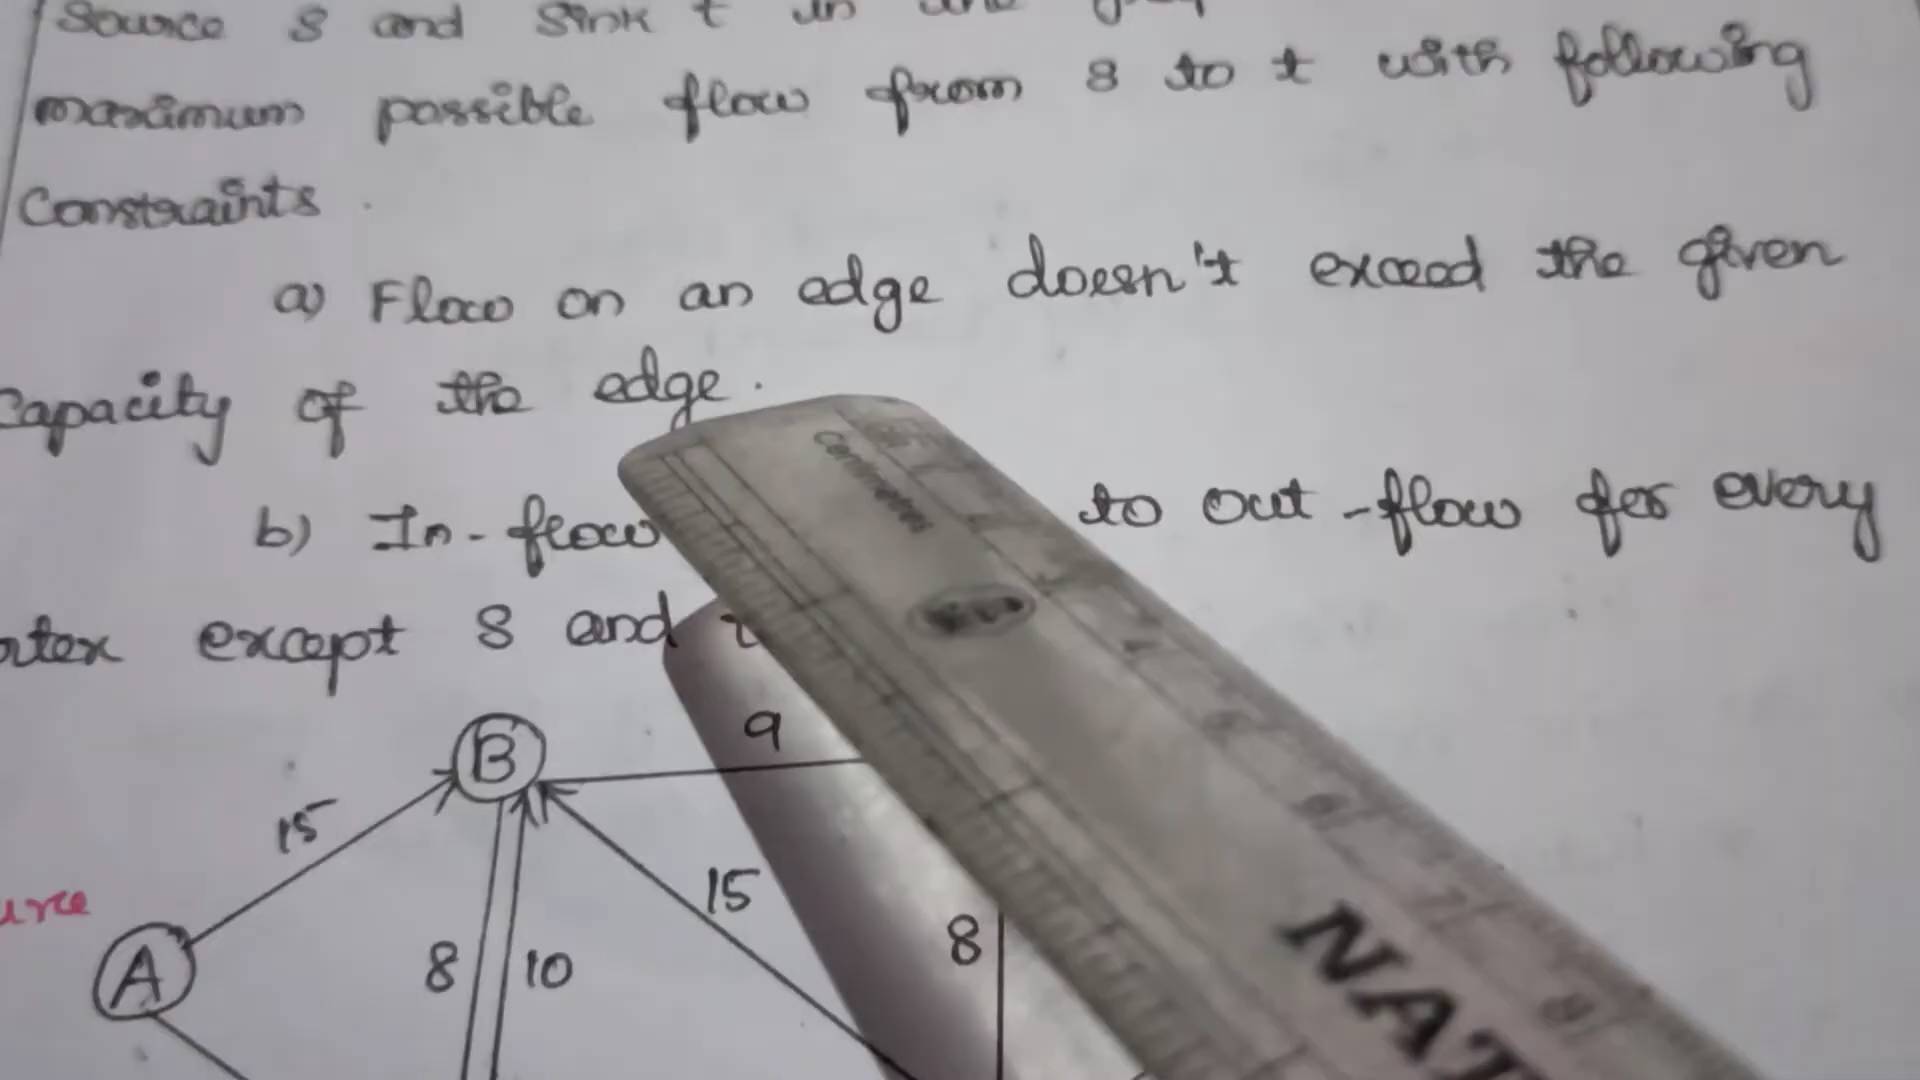 Source s and Sink t in
maximum possible flow from s to t with following
Constraints.
a) Flow on an edge doesn't exceed the given
Capacity of the edge.
b) In-flow to out-flow for every
except s and
B
9
15
15
A
8
10
8
Centimetres
NAT